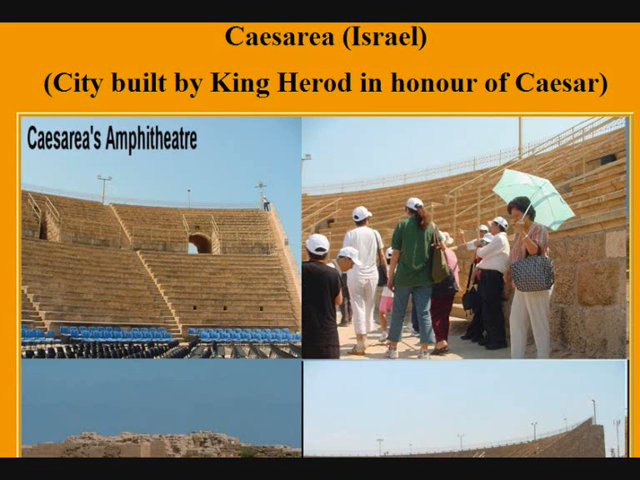 Caesarea (Israel)
(City built by King Herod in honour of Caesar)
Caesarea's Amphitheatre